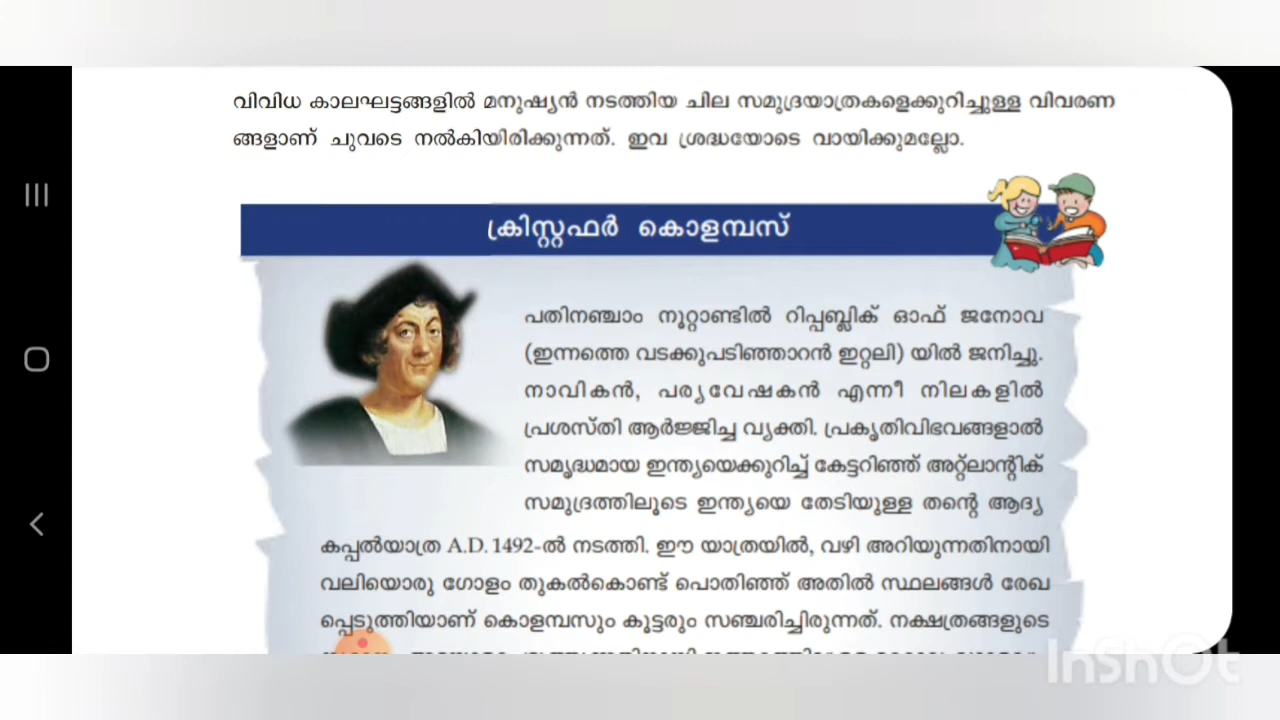 വിവിധ കാലഘട്ടങ്ങളിൽ മനുഷ്യൻ നടത്തിയ ചില സമുദ്രയാത്രകളെക്കുറിച്ചുള്ള വിവരണ
ങ്ങളാണ് ചുവടെ നൽകിയിരിക്കുന്നത്. ഇവ ശ്രദ്ധയോടെ വായിക്കുമല്ലോ.
ക്രിസ്റ്റഫർ കൊളമ്പസ്
പതിനഞ്ചാം നൂറ്റാണ്ടിൽ റിപ്പബ്ലിക് ഓഫ് ജനോവ
(ഇന്നത്തെ വടക്കുപടിഞ്ഞാറൻ ഇറ്റലി) യിൽ ജനിച്ചു.
നാവികൻ, പര്യവേഷകൻ എന്നീ നിലകളിൽ
പ്രശസ്തി ആർജ്ജിച്ച വ്യക്തി. പ്രകൃതിവിഭവങ്ങളാൽ
സമൃദ്ധമായ ഇന്ത്യയെക്കുറിച്ച് കേട്ടറിഞ്ഞ് അറ്റ്ലാന്റിക്
സമുദ്രത്തിലൂടെ ഇന്ത്യയെ തേടിയുള്ള തന്റെ ആദ്യ
കപ്പൽയാത്ര A.D. 1492-ൽ നടത്തി. ഈ യാത്രയിൽ, വഴി അറിയുന്നതിനായി
വലിയൊരു ഗോളം തുകൽകൊണ്ട് പൊതിഞ്ഞ് അതിൽ സ്ഥലങ്ങൾ രേഖ
പ്പെടുത്തിയാണ് കൊളമ്പസും കൂട്ടരും സഞ്ചരിച്ചിരുന്നത്. നക്ഷത്രങ്ങളുടെ
InShOt